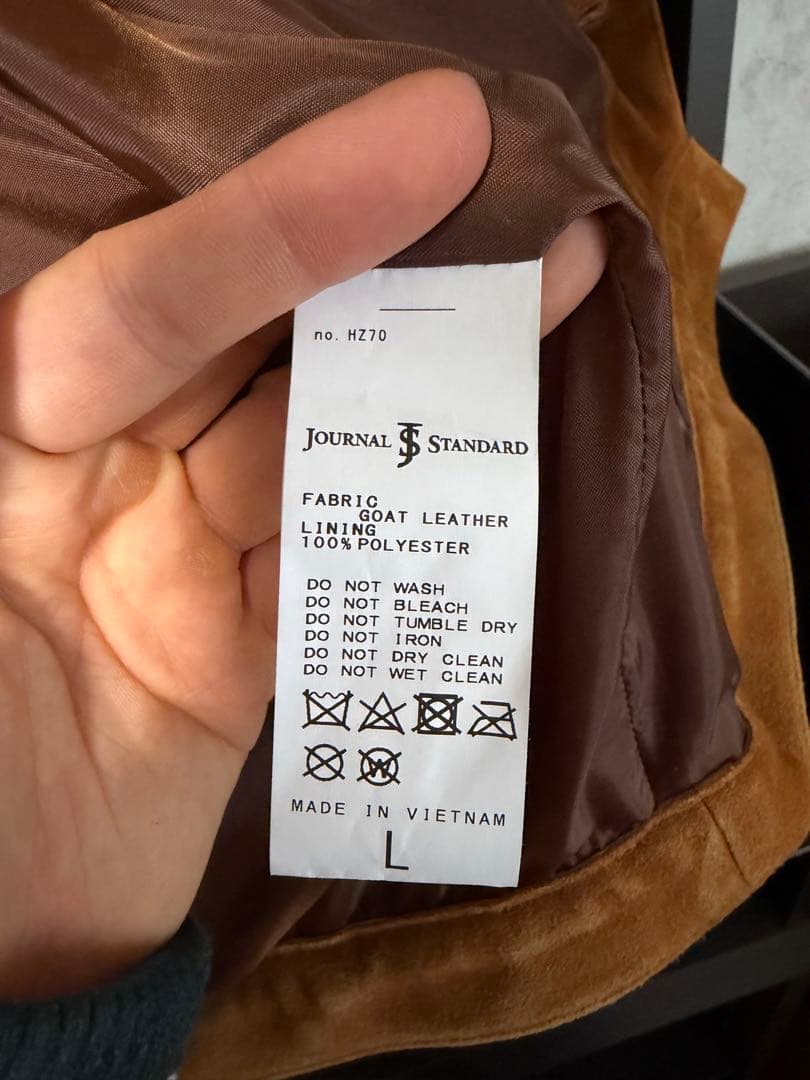 no. HZ70
JOURNAL JS STANDARD
FABRIC
GOAT LEATHER
LINING
100% POLYESTER
DO NOT WASH
DO NOT BLEACH
DO NOT TUMBLE DRY
DO NOT IRON
DO NOT DRY CLEAN
DO NOT WET CLEAN
W
MADE IN VIETNAM
L